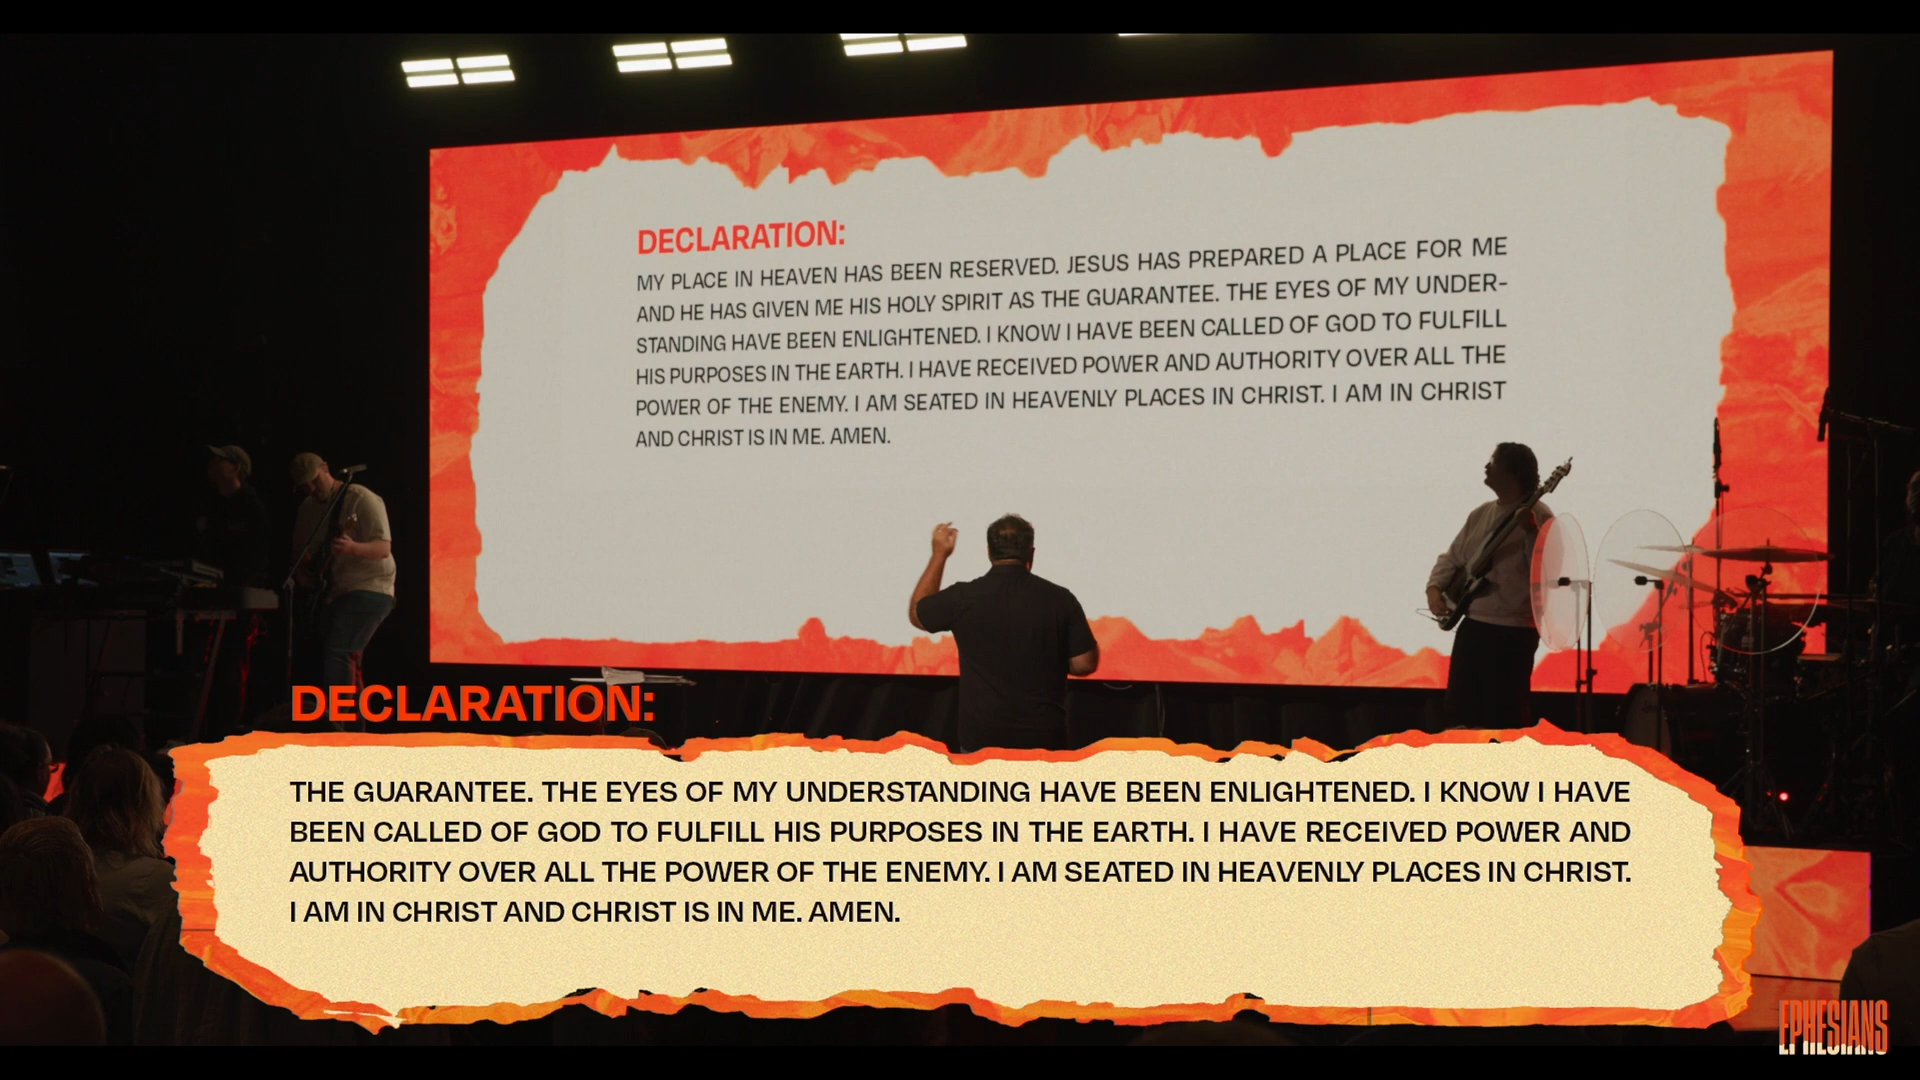 DECLARATION:
MY PLACE IN HEAVEN HAS BEEN RESERVED. JESUS HAS PREPARED A PLACE FOR ME
AND HE HAS GIVEN ME HIS HOLY SPIRIT AS THE GUARANTEE. THE EYES OF MY UNDER-
STANDING HAVE BEEN ENLIGHTENED. I KNOW I HAVE BEEN CALLED OF GOD TO FULFILL
HIS PURPOSES IN THE EARTH. I HAVE RECEIVED POWER AND AUTHORITY OVER ALL THE
POWER OF THE ENEMY. I AM SEATED IN HEAVENLY PLACES IN CHRIST. I AM IN CHRIST
AND CHRIST IS IN ME. AMEN.
DECLARATION:
THE GUARANTEE. THE EYES OF MY UNDERSTANDING HAVE BEEN ENLIGHTENED. I KNOW I HAVE
BEEN CALLED OF GOD TO FULFILL HIS PURPOSES IN THE EARTH. I HAVE RECEIVED POWER AND
AUTHORITY OVER ALL THE POWER OF THE ENEMY. I AM SEATED IN HEAVENLY PLACES IN CHRIST.
I AM IN CHRIST AND CHRIST IS IN ME. AMEN.
EPHESIANS